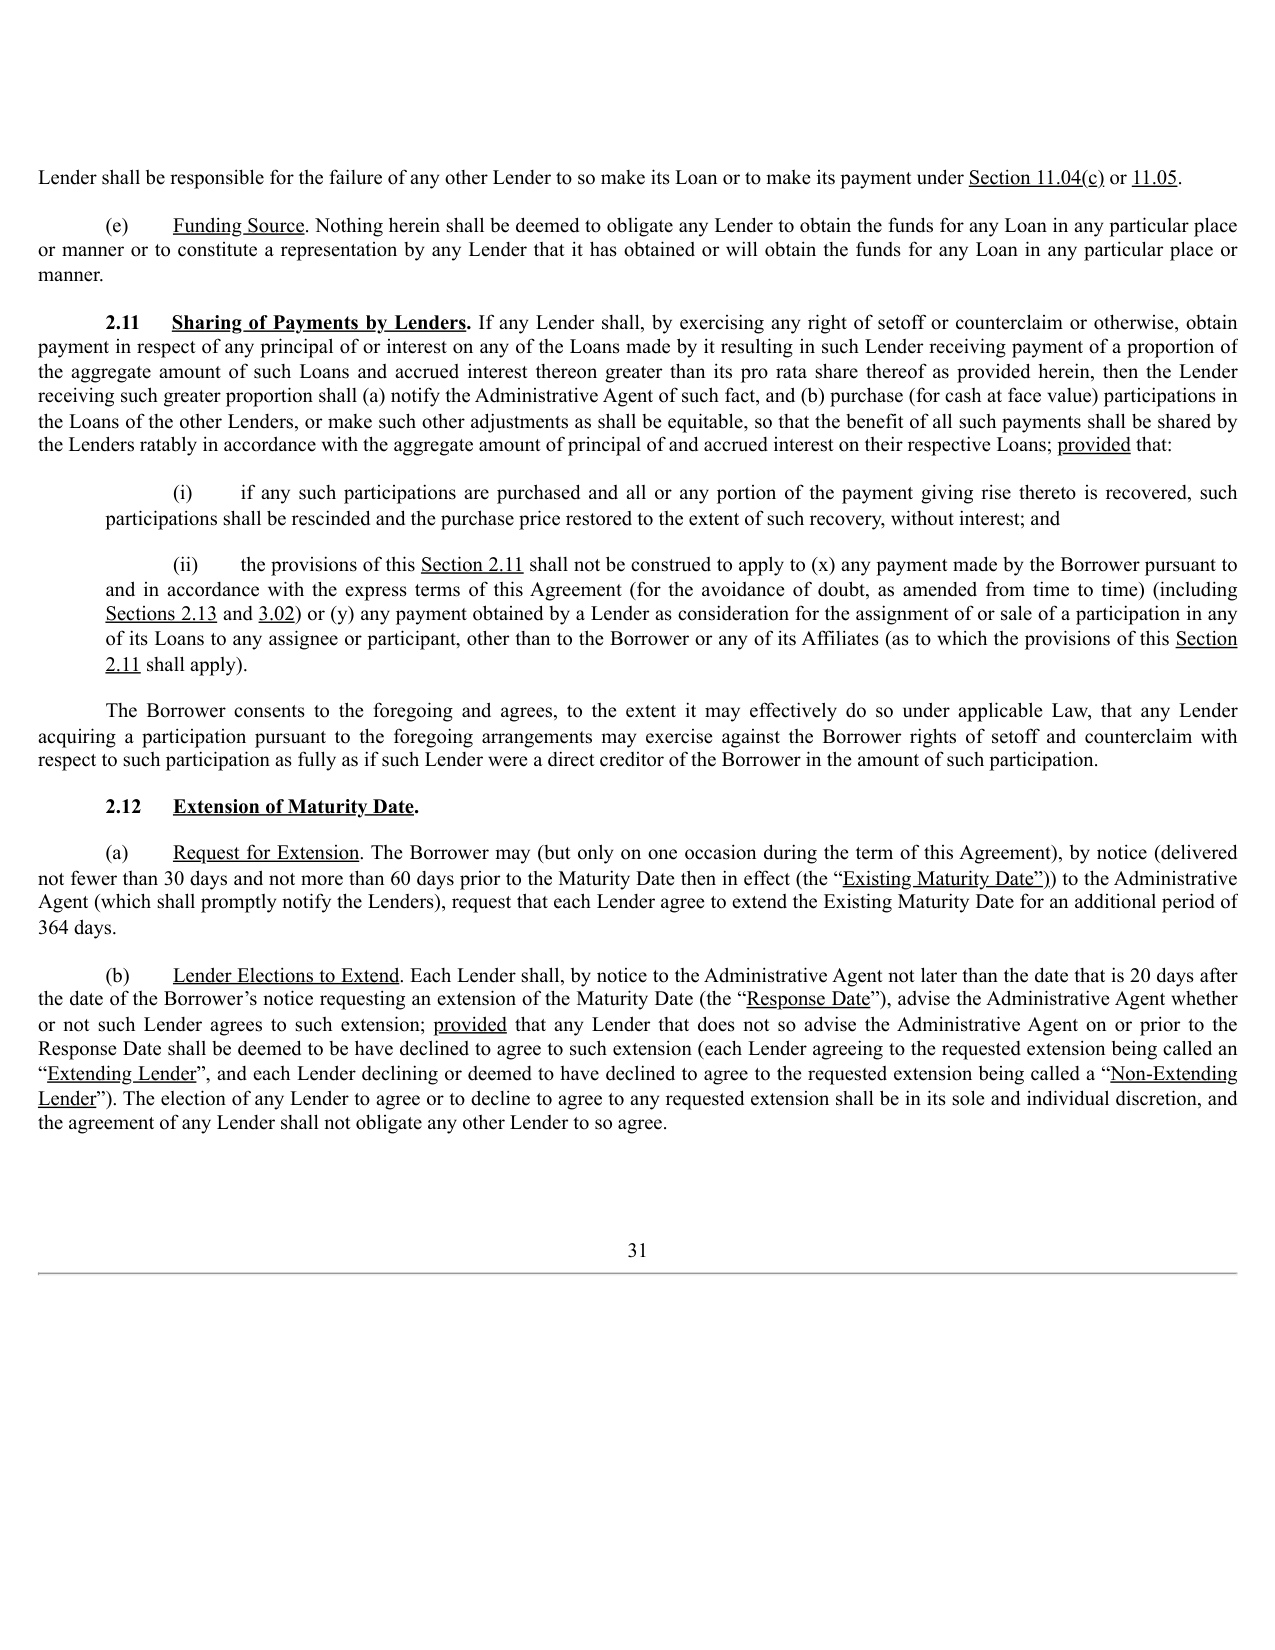 Lender shall be responsible for the failure of any other Lender to so make its Loan or to make its payment under Section 11.04(c) or 11.05.
(e) Funding Source. Nothing herein shall be deemed to obligate any Lender to obtain the funds for any Loan in any particular place
or manner or to constitute a representation by any Lender that it has obtained or will obtain the funds for any Loan in any particular place or
manner.
2.11 Sharing of Payments by Lenders. If any Lender shall, by exercising any right of setoff or counterclaim or otherwise, obtain
payment in respect of any principal of or interest on any of the Loans made by it resulting in such Lender receiving payment of a proportion of
the aggregate amount of such Loans and accrued interest thereon greater than its pro rata share thereof as provided herein, then the Lender
receiving such greater proportion shall (a) notify the Administrative Agent of such fact, and (b) purchase (for cash at face value) participations in
the Loans of the other Lenders, or make such other adjustments as shall be equitable, so that the benefit of all such payments shall be shared by
the Lenders ratably in accordance with the aggregate amount of principal of and accrued interest on their respective Loans; provided that:
(i) if any such participations are purchased and all or any portion of the payment giving rise thereto is recovered, such
participations shall be rescinded and the purchase price restored to the extent of such recovery, without interest; and
(ii) the provisions of this Section 2.11 shall not be construed to apply to (x) any payment made by the Borrower pursuant to
and in accordance with the express terms of this Agreement (for the avoidance of doubt, as amended from time to time) (including
Sections 2.13 and 3.02) or (y) any payment obtained by a Lender as consideration for the assignment of or sale of a participation in any
of its Loans to any assignee or participant, other than to the Borrower or any of its Affiliates (as to which the provisions of this Section
2.11 shall apply).
The Borrower consents to the foregoing and agrees, to the extent it may effectively do so under applicable Law, that any Lender
acquiring a participation pursuant to the foregoing arrangements may exercise against the Borrower rights of setoff and counterclaim with
respect to such participation as fully as if such Lender were a direct creditor of the Borrower in the amount of such participation.
2.12 Extension of Maturity Date.
(a) Request for Extension. The Borrower may (but only on one occasion during the term of this Agreement), by notice (delivered
not fewer than 30 days and not more than 60 days prior to the Maturity Date then in effect (the “Existing Maturity Date”)) to the Administrative
Agent (which shall promptly notify the Lenders), request that each Lender agree to extend the Existing Maturity Date for an additional period of
364 days.
(b) Lender Elections to Extend. Each Lender shall, by notice to the Administrative Agent not later than the date that is 20 days after
the date of the Borrower’s notice requesting an extension of the Maturity Date (the “Response Date”), advise the Administrative Agent whether
or not such Lender agrees to such extension; provided that any Lender that does not so advise the Administrative Agent on or prior to the
Response Date shall be deemed to be have declined to agree to such extension (each Lender agreeing to the requested extension being called an
“Extending Lender”, and each Lender declining or deemed to have declined to agree to the requested extension being called a “Non-Extending
Lender”). The election of any Lender to agree or to decline to agree to any requested extension shall be in its sole and individual discretion, and
the agreement of any Lender shall not obligate any other Lender to so agree.
31